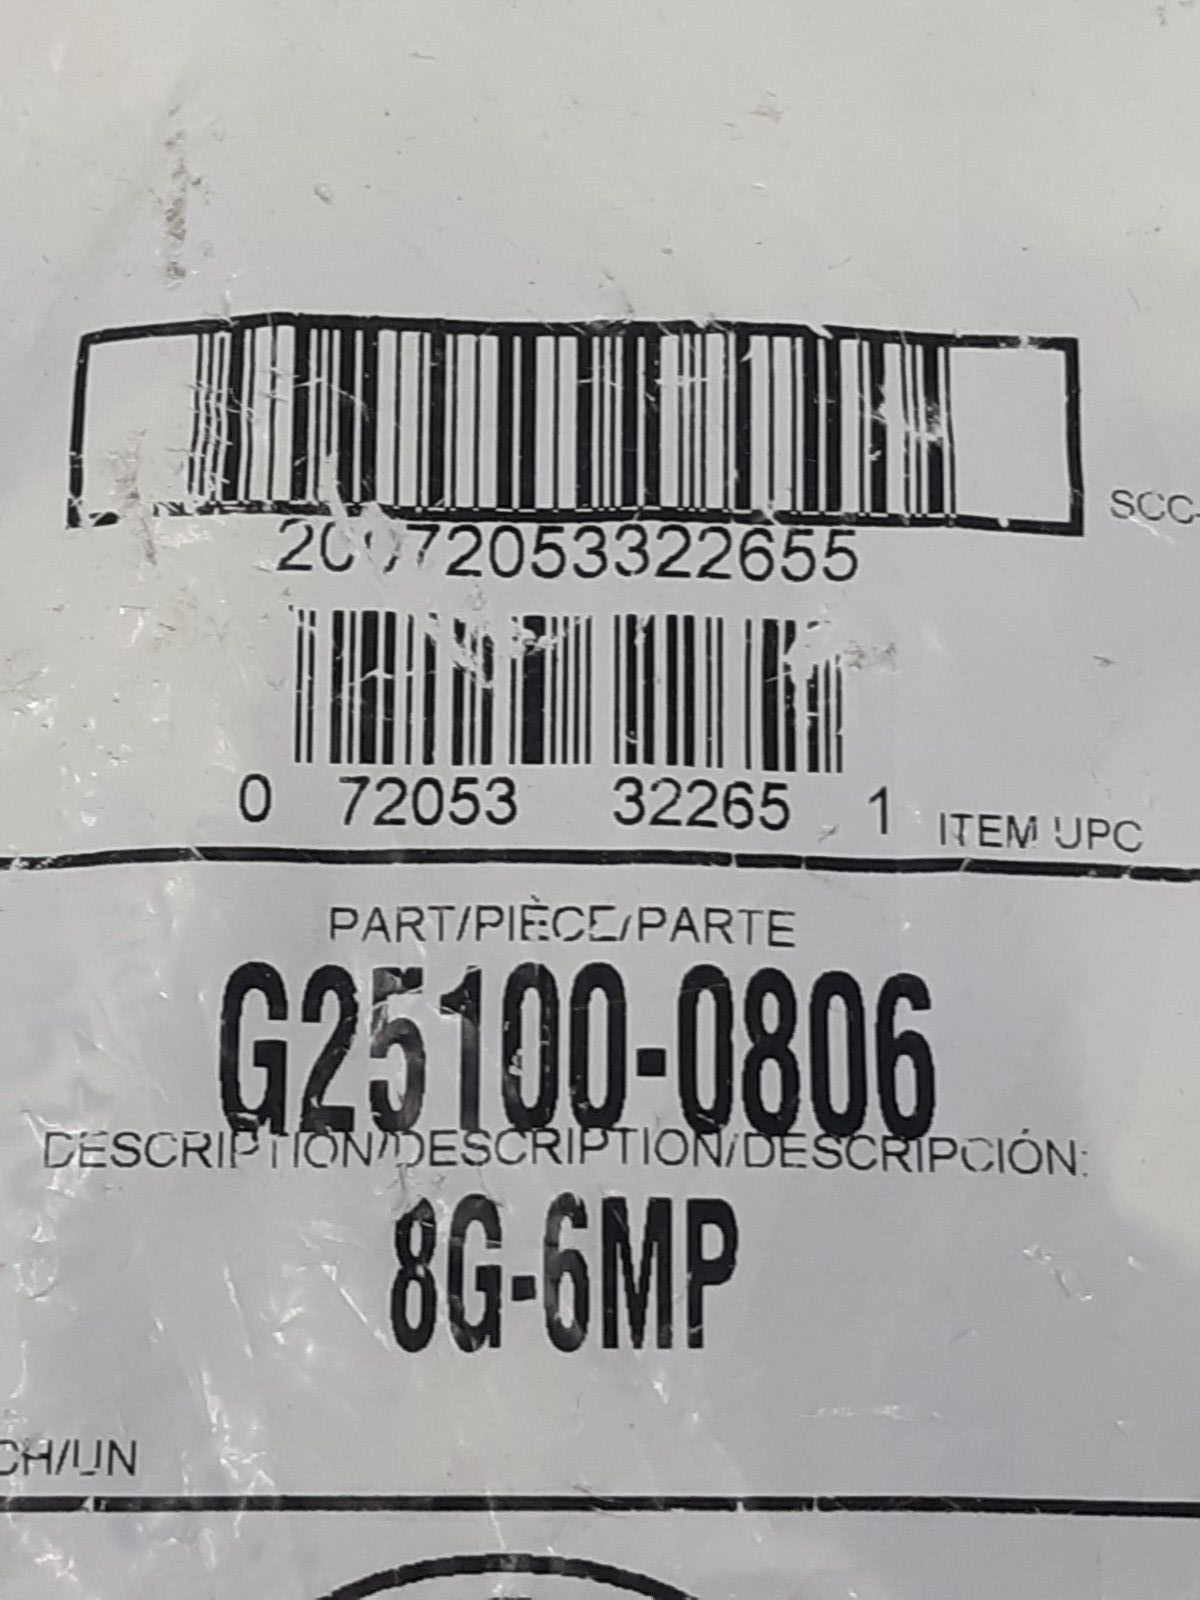 SCC-
20072053322655
0 72053 32265 1 ITEM UPC
PART/PIÈCE/PARTE
G25100-0806
DESCRIPTION/DESCRIPTION/DESCRIPCIÓN:
8G-6MP
CH/UN